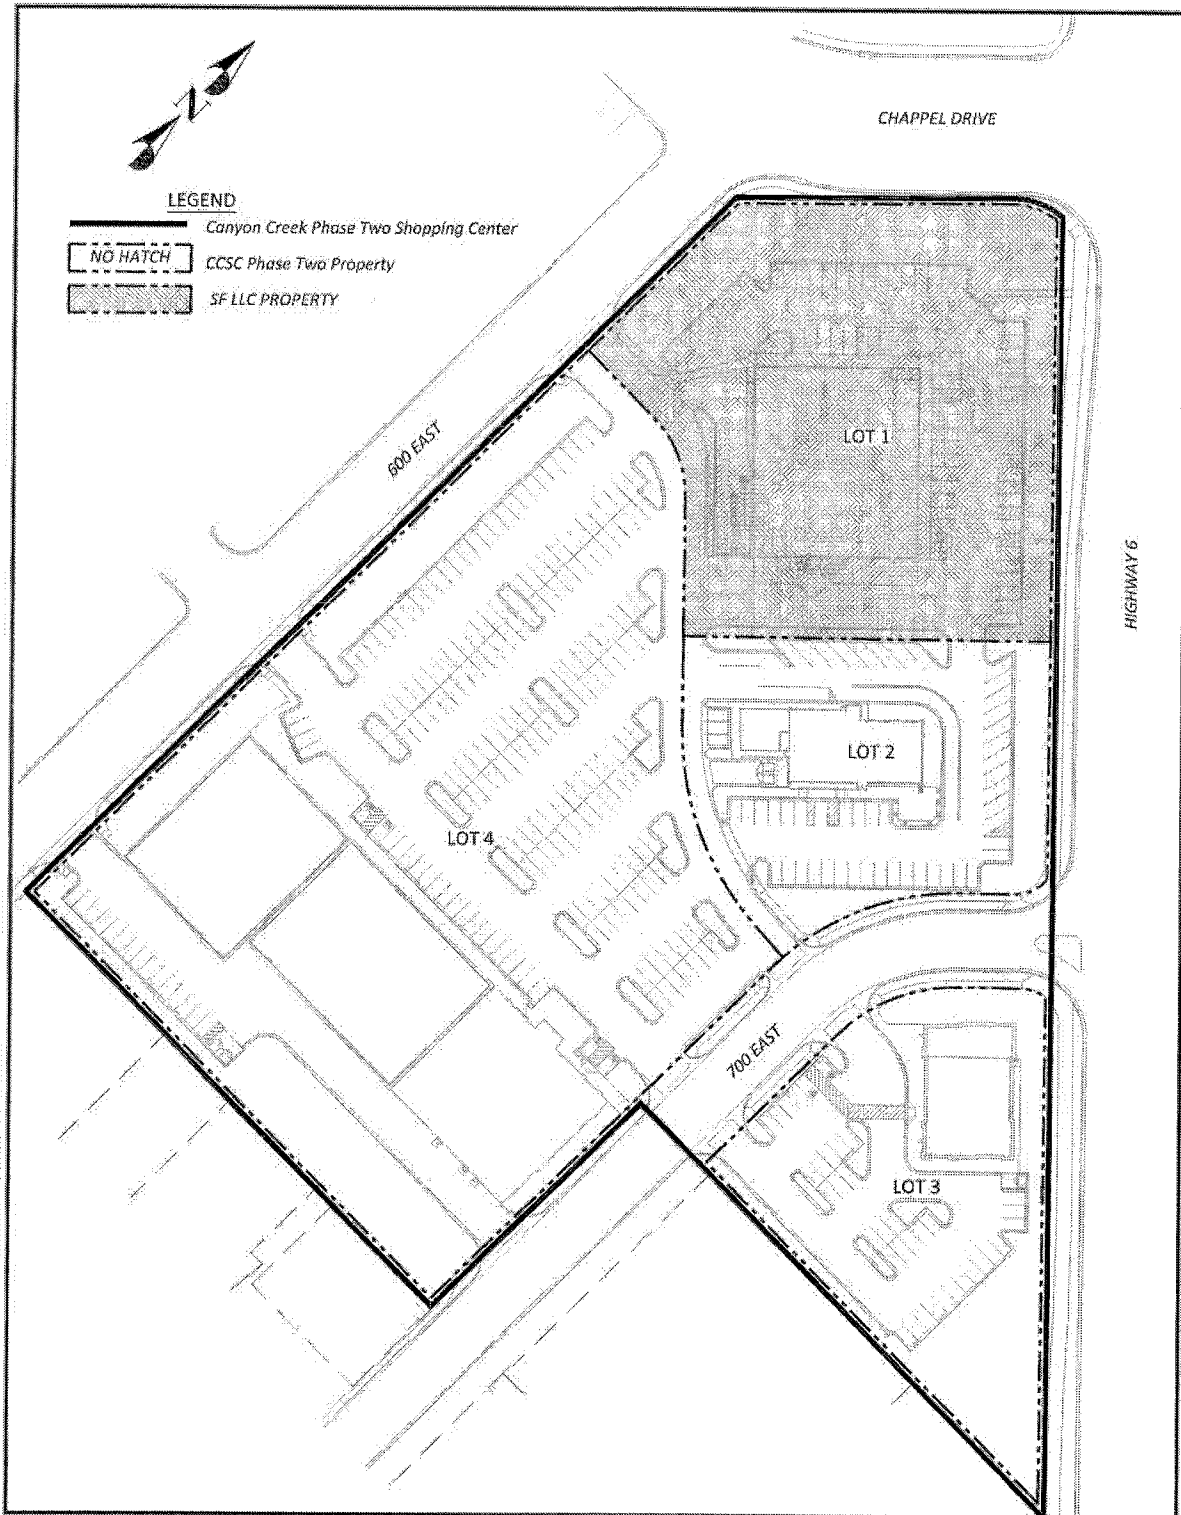 CHAPPEL DRIVE
N
LEGEND
Canyon Creek Phase Two Shopping Center
NO HATCH
CCSC Phase Two Property
SF LLC PROPERTY
600 EAST
LOT 1
HIGHWAY 6
LOT 2
LOT 4
700 EAST
LOT 3